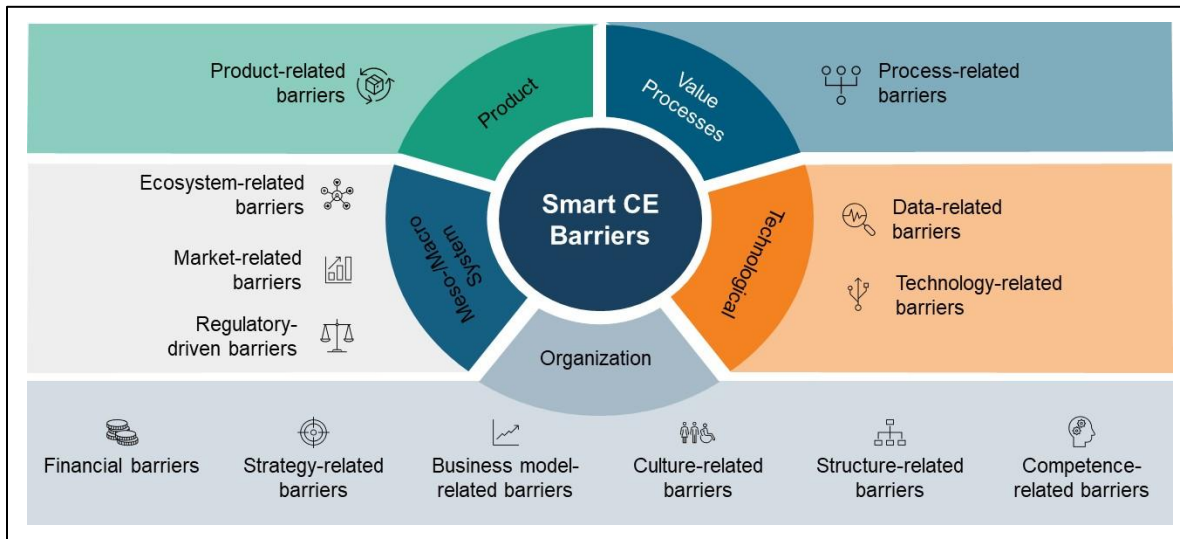 Product-related
barriers
Product
Value
Processes
Process-related
barriers
Ecosystem-related
barriers
Market-related
barriers
Regulatory-
driven barriers
Meso-/Macro
System
Smart CE
Barriers
Technological
Data-related
barriers
Technology-related
barriers
Organization
Financial barriers
Strategy-related
barriers
Business model-
related barriers
Culture-related
barriers
Structure-related
barriers
Competence-
related barriers